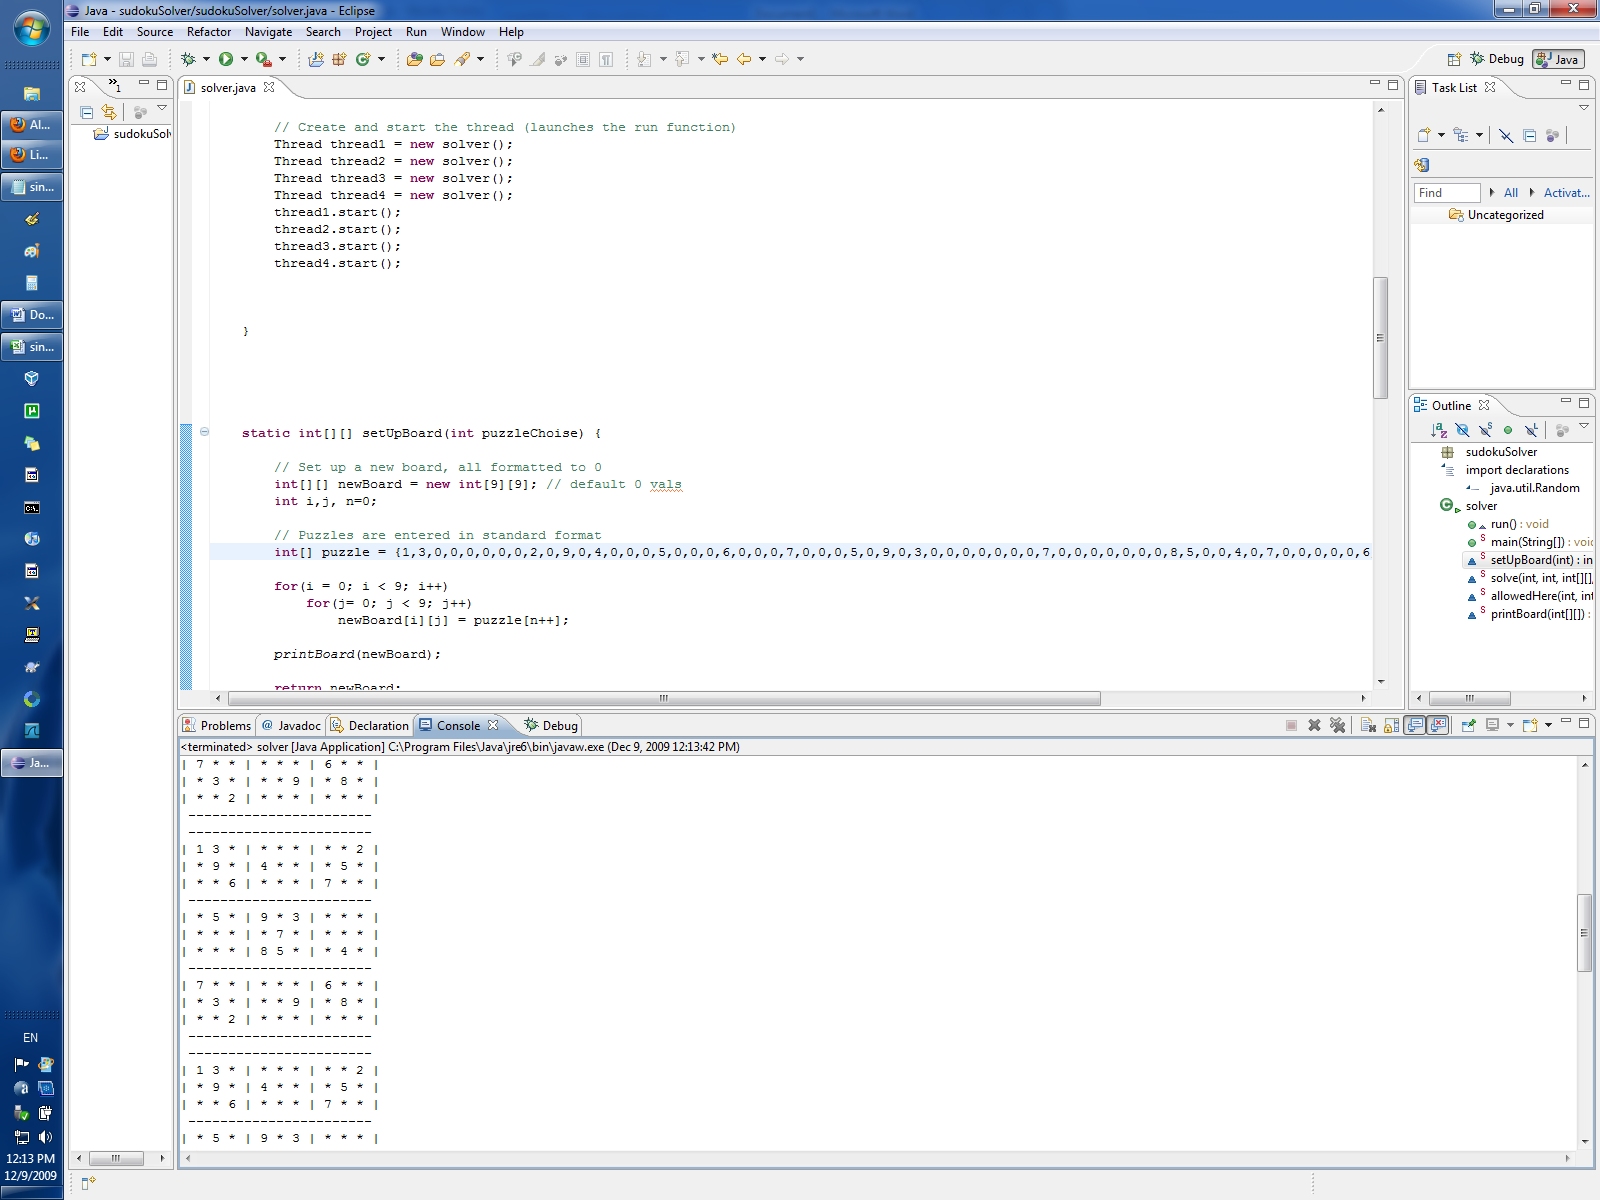 Java - sudokuSolver/sudokuSolver/solver.java - Eclipse
File Edit Source Refactor Navigate Search Project Run Window Help
Debug Java
1
solver.java
Task List
sudokuSolv
// Create and start the thread (launches the run function)
Thread thread1 = new solver();
Thread thread2 = new solver();
Thread thread3 = new solver();
Thread thread4 = new solver();
thread1.start();
thread2.start();
thread3.start();
thread4.start();
}
static int[][] setUpBoard(int puzzleChoise) {
// Set up a new board, all formatted to 0
int[][] newBoard = new int[9][9]; // default 0 vals
int i,j, n=0;
// Puzzles are entered in standard format
int[] puzzle = {1,3,0,0,0,0,0,0,2,0,9,0,4,0,0,0,5,0,0,0,6,0,0,0,7,0,0,0,5,0,9,0,3,0,0,0,0,0,0,0,7,0,0,0,0,0,0,0,8,5,0,0,4,0,7,0,0,0,0,0,6
for(i = 0; i < 9; i++)
for(j= 0; j < 9; j++)
newBoard[i][j] = puzzle[n++];
printBoard(newBoard);
return newBoard;
Find All Activat...
Uncategorized
Outline
sudokuSolver
import declarations
java.util.Random
solver
run() : void
main(String[]) : voic
setUpBoard(int) : in
solve(int, int, int[][],
allowedHere(int, int
printBoard(int[][]) :
Problems @ Javadoc Declaration Console Debug
<terminated> solver [Java Application] C:\Program Files\Java\jre6\bin\javaw.exe (Dec 9, 2009 12:13:42 PM)
| 7 * * | * * * | 6 * * |
| * 3 * | * * 9 | * 8 * |
| * * 2 | * * * | * * * |
-----------------------
-----------------------
| 1 3 * | * * * | * * 2 |
| * 9 * | 4 * * | * 5 * |
| * * 6 | * * * | 7 * * |
-----------------------
| * 5 * | 9 * 3 | * * * |
| * * * | * 7 * | * * * |
| * * * | 8 5 * | * 4 * |
-----------------------
| 7 * * | * * * | 6 * * |
| * 3 * | * * 9 | * 8 * |
| * * 2 | * * * | * * * |
-----------------------
-----------------------
| 1 3 * | * * * | * * 2 |
| * 9 * | 4 * * | * 5 * |
| * * 6 | * * * | 7 * * |
-----------------------
| * 5 * | 9 * 3 | * * * |
Al...
Li...
sin...
Do...
sin...
Ja...
EN
12:13 PM
12/9/2009